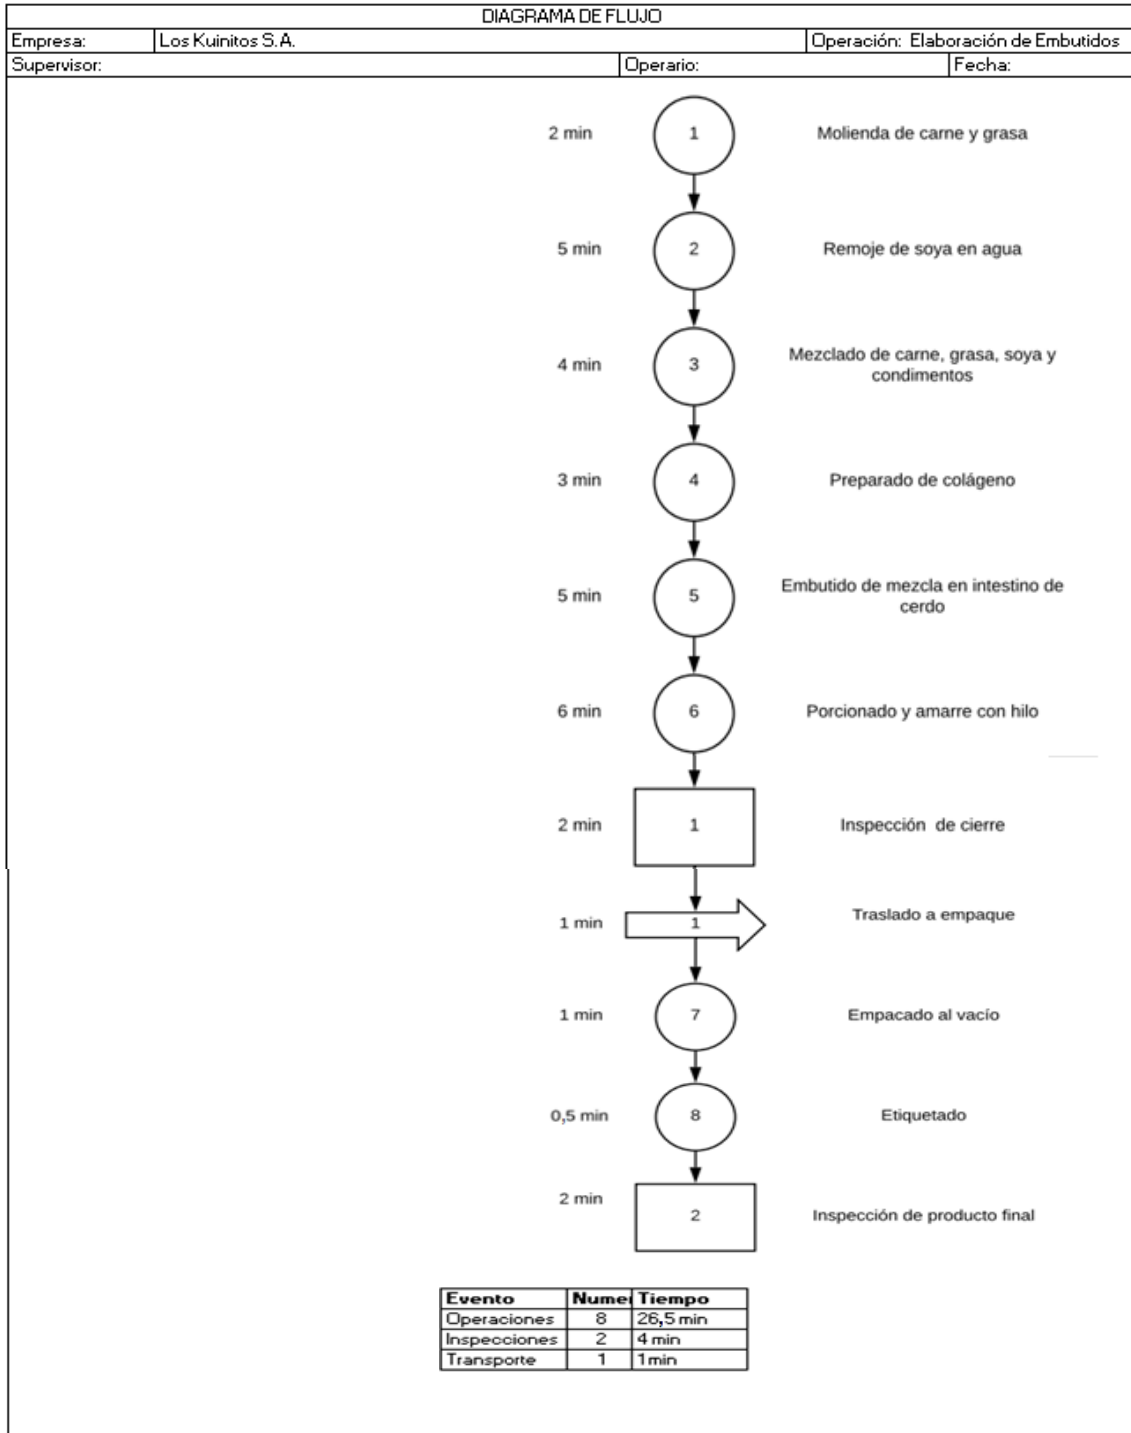 DIAGRAMA DE FLUJO
Empresa: Los Kuinitos S.A. Operación: Elaboración de Embutidos
Supervisor: Operario: Fecha:
2 min 1 Molienda de carne y grasa
5 min 2 Remoje de soya en agua
4 min 3 Mezclado de carne, grasa, soya y
condimentos
3 min 4 Preparado de colágeno
5 min 5 Embutido de mezcla en intestino de
cerdo
6 min 6 Porcionado y amarre con hilo
2 min 1 Inspección de cierre
1 min 1 Traslado a empaque
1 min 7 Empacado al vacío
0,5 min 8 Etiquetado
2 min 2 Inspección de producto final
Evento Numer Tiempo
Operaciones 8 26,5 min
Inspecciones 2 4 min
Transporte 1 1 min